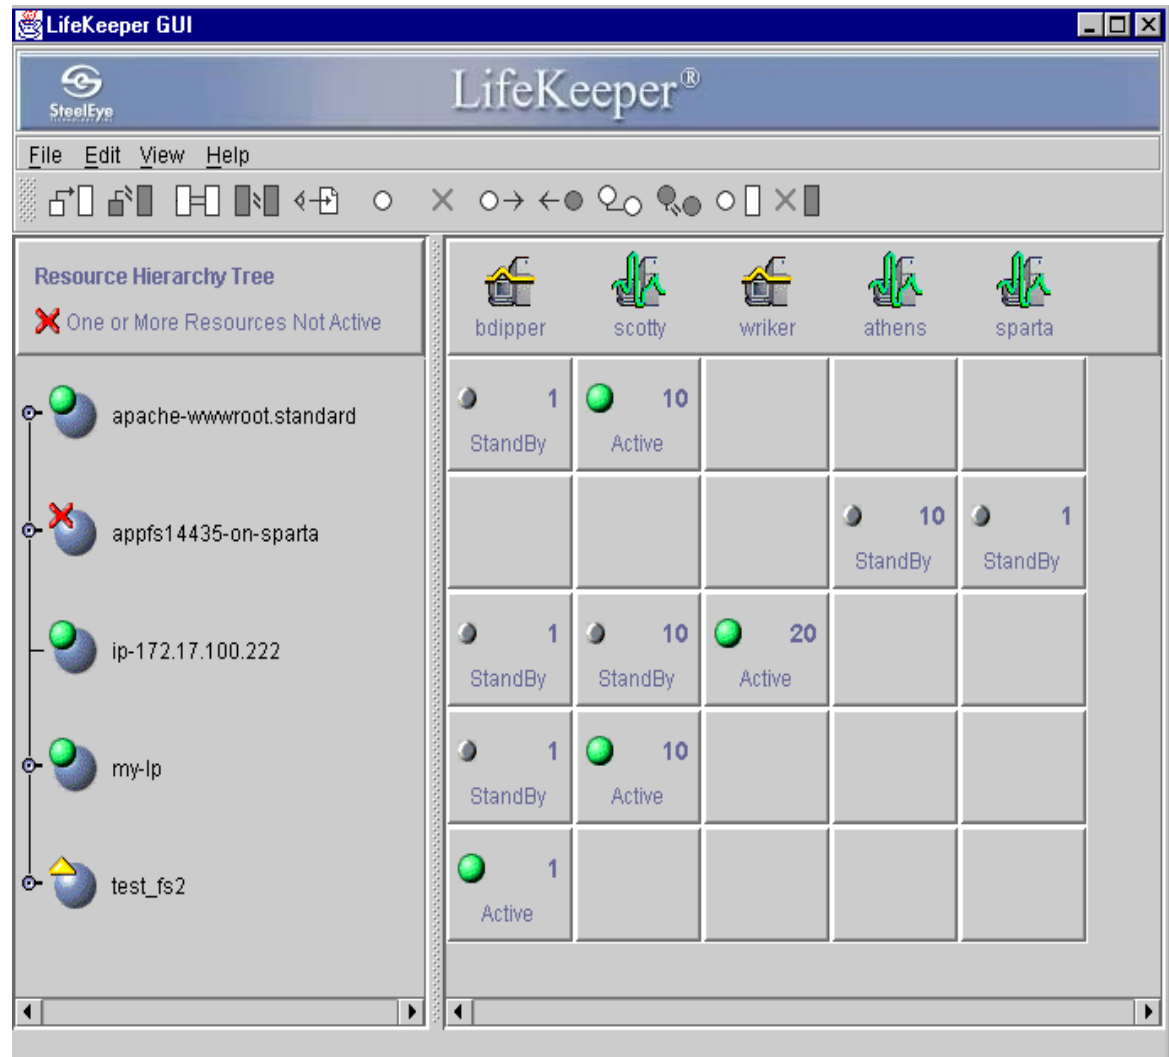 LifeKeeper GUI
SteelEye
LifeKeeper®
File Edit View Help
Resource Hierarchy Tree
One or More Resources Not Active
bdipper scotty wriker athens sparta
apache-wwwroot.standard
1 10
StandBy Active
appfs14435-on-sparta
10 1
StandBy StandBy
ip-172.17.100.222
1 10 20
StandBy StandBy Active
my-lp
1 10
StandBy Active
test_fs2
1
Active